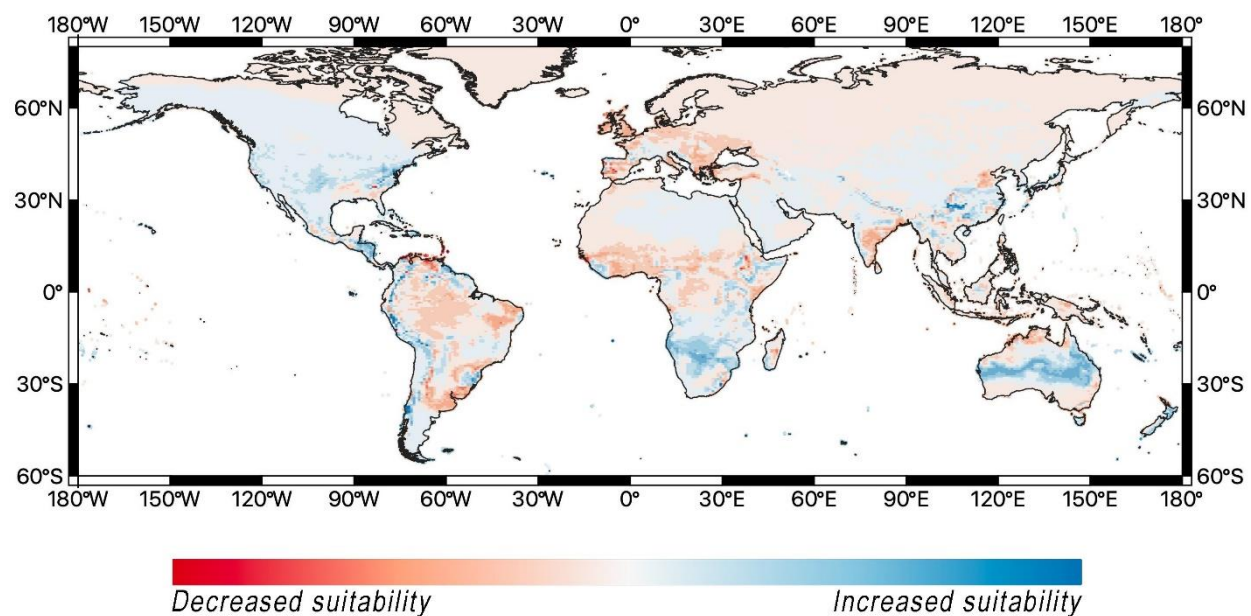 180°W 150°W 120°W 90°W 60°W 30°W 0° 30°E 60°E 90°E 120°E 150°E 180°
60°N 60°N
30°N 30°N
0° 0°
30°S 30°S
60°S 60°S
180°W 150°W 120°W 90°W 60°W 30°W 0° 30°E 60°E 90°E 120°E 150°E 180°
Decreased suitability Increased suitability